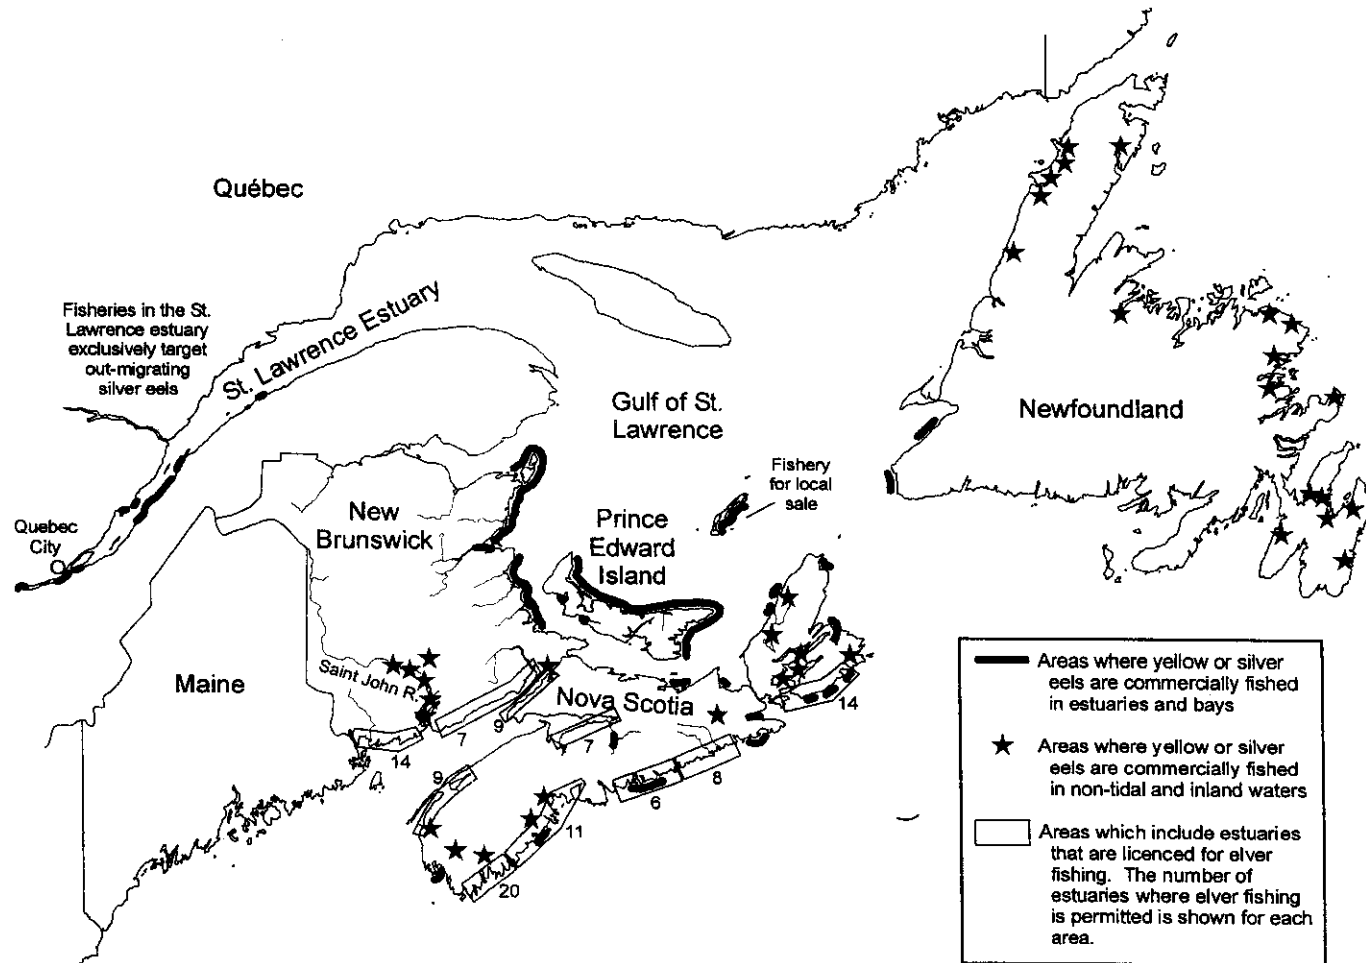 Québec
Fisheries in the St.
Lawrence estuary
exclusively target
out-migrating
silver eels
St. Lawrence Estuary
Gulf of St.
Lawrence
Newfoundland
Fishery
for local
sale
Quebec
City
New
Brunswick
Prince
Edward
Island
Maine
Saint John R.
Nova Scotia
14
7
9
7
14
9
6
8
11
20
Areas where yellow or silver
eels are commercially fished
in estuaries and bays
Areas where yellow or silver
eels are commercially fished
in non-tidal and inland waters
Areas which include estuaries
that are licenced for elver
fishing. The number of
estuaries where elver fishing
is permitted is shown for each
area.